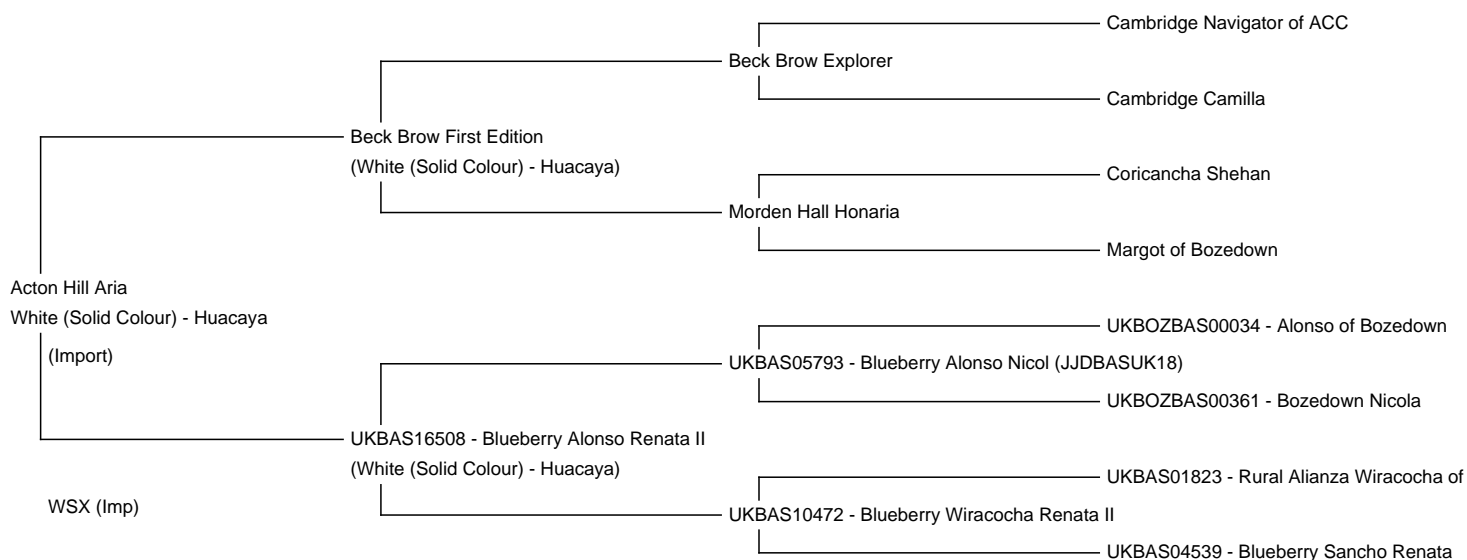 Cambridge Navigator of ACC
Beck Brow Explorer
Cambridge Camilla
Beck Brow First Edition
(White (Solid Colour) - Huacaya)
Coricancha Shehan
Morden Hall Honaria
Margot of Bozedown
Acton Hill Aria
White (Solid Colour) - Huacaya
(Import)
UKBOZBAS00034 - Alonso of Bozedown
UKBAS05793 - Blueberry Alonso Nicol (JJDBASUK18)
UKBOZBAS00361 - Bozedown Nicola
UKBAS16508 - Blueberry Alonso Renata II
(White (Solid Colour) - Huacaya)
UKBAS01823 - Rural Alianza Wiracocha of
WSX (Imp)
UKBAS10472 - Blueberry Wiracocha Renata II
UKBAS04539 - Blueberry Sancho Renata